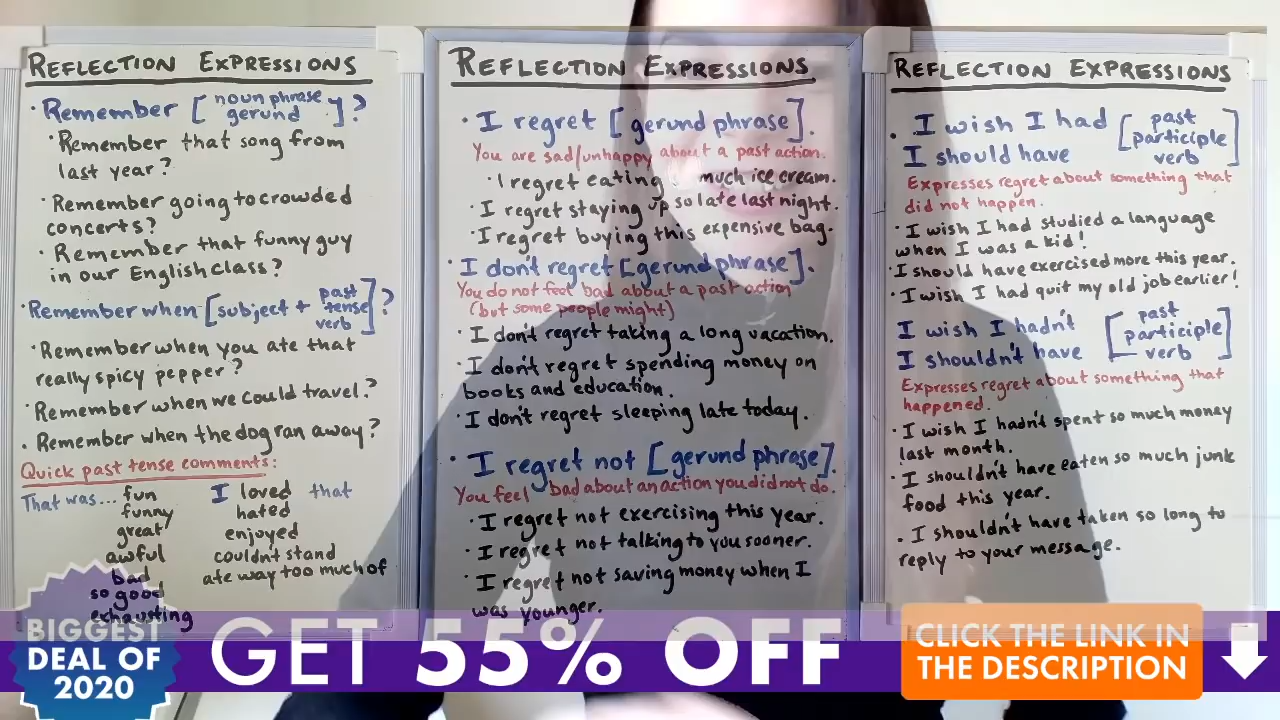 REFLECTION EXPRESSIONS
· Remember [noun phrase
gerund]?
· Remember that song from
last year?
· Remember going to crowded
concerts?
· Remember that funny guy
in our English class?
· Remember when [subject + past
tense
verb]?
· Remember when you ate that
really spicy pepper?
· Remember when we could travel?
· Remember when the dog ran away?
Quick past tense comments:
That was... fun
funny
great
awful
bad
so good
exhausting
I loved that
hated
enjoyed
couldn't stand
ate way too much of
REFLECTION EXPRESSIONS
· I regret [gerund phrase].
You are sad/unhappy about a past action.
· I regret eating much ice cream.
· I regret staying up so late last night.
· I regret buying this expensive bag.
· I don't regret [gerund phrase].
You do not feel bad about a past action
(but some people might)
· I don't regret taking a long vacation.
· I don't regret spending money on
books and education.
· I don't regret sleeping late today.
· I regret not [gerund phrase].
You feel bad about an action you did not do.
· I regret not exercising this year.
· I regret not talking to you sooner.
· I regret not saving money when I
was younger.
REFLECTION EXPRESSIONS
· I wish I had [past
I should have participle
verb]
Expresses regret about something that
did not happen.
· I wish I had studied a language
when I was a kid!
· I should have exercised more this year.
· I wish I had quit my old job earlier!
I wish I hadn't [past
I shouldn't have participle
verb]
Expresses regret about something that
happened.
· I wish I hadn't spent so much money
last month.
· I shouldn't have eaten so much junk
food this year.
· I shouldn't have taken so long to
reply to your message.
BIGGEST
DEAL OF
2020
GET 55% OFF
CLICK THE LINK IN
THE DESCRIPTION